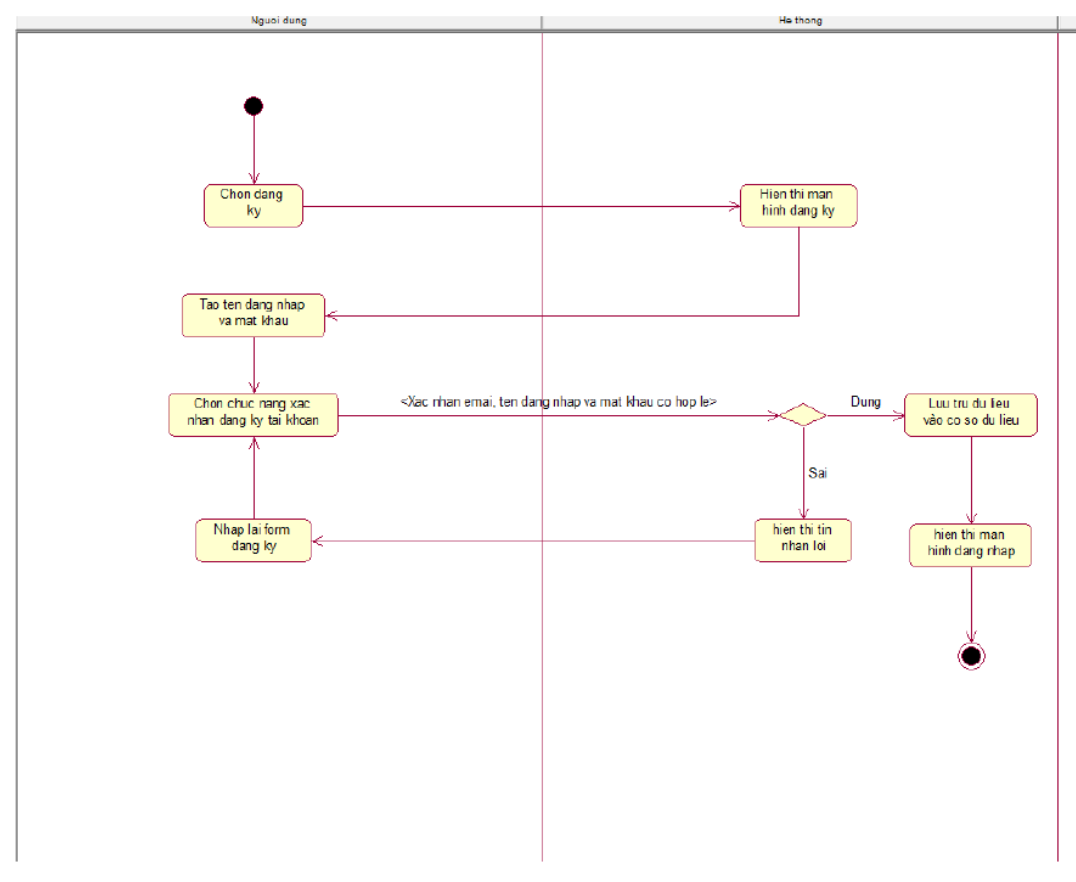 Nguoi dung
He thong
Chon dang
ky
Hien thi man
hinh dang ky
Tao ten dang nhap
va mat khau
Chon chuc nang xac
nhan dang ky tai khoan
<Xac nhan emai, ten dang nhap va mat khau co hop le>
Dung
Luu tru du lieu
vào co so du lieu
Sai
Nhap lai form
dang ky
hien thi tin
nhan loi
hien thi man
hinh dang nhap